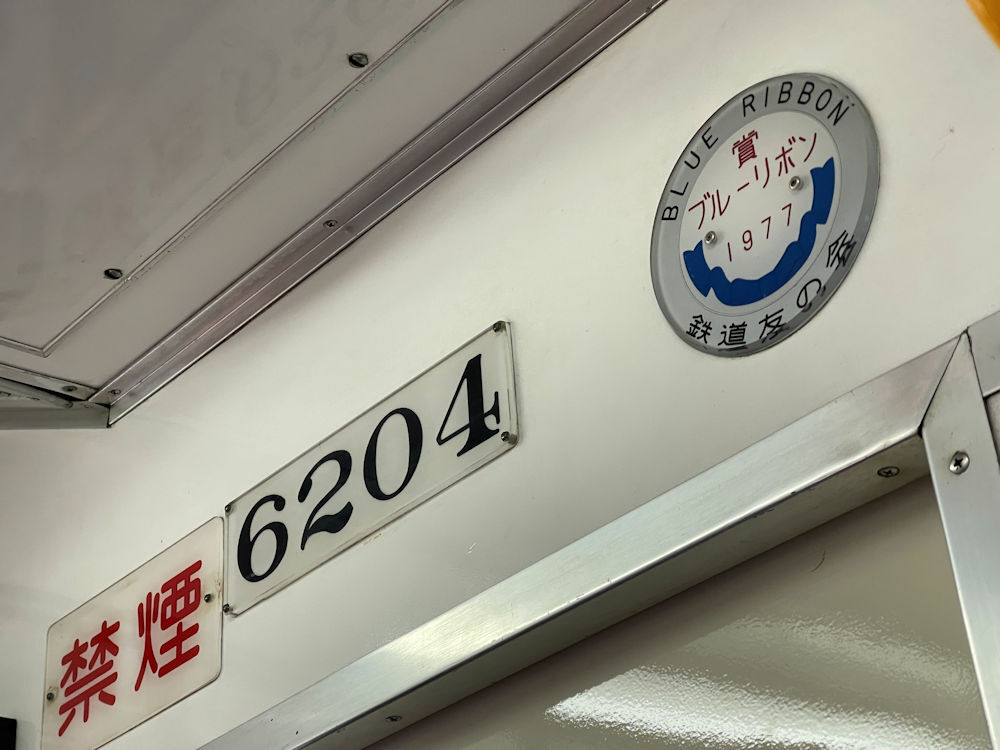 BLUE RIBBON
賞
ブルーリボン
1977
鉄道友の会
6204
禁煙